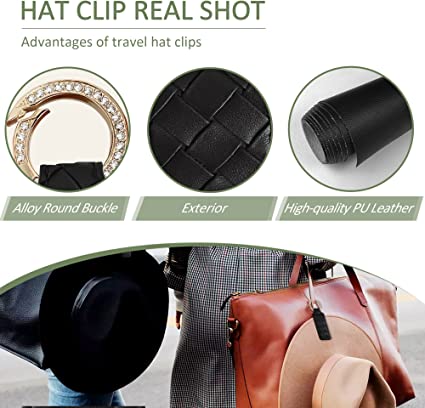 HAT CLIP REAL SHOT
Advantages of travel hat clips
Alloy Round Buckle
Exterior
High-quality PU Leather